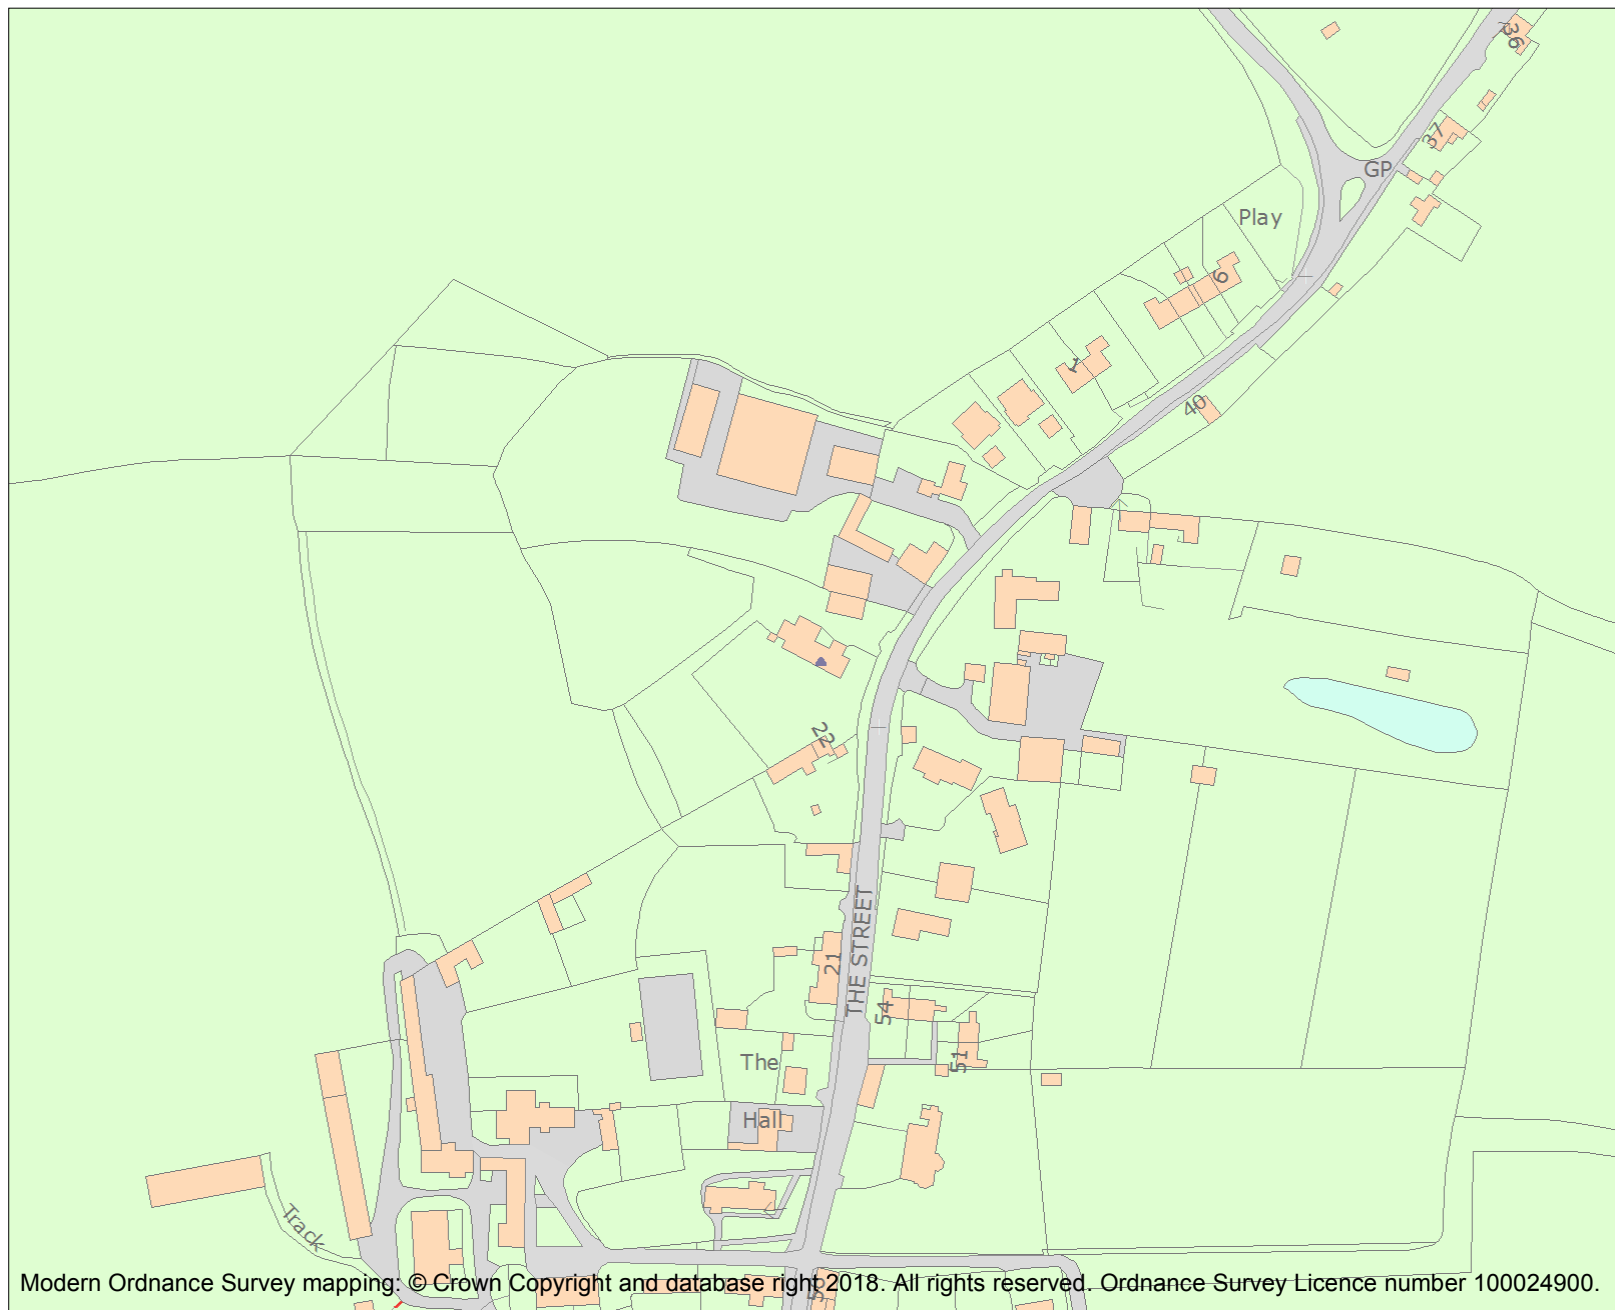 36
37
GP
Play
6
1
40
22
THE STREET
21
54
51
The
Hall
Track
Modern Ordnance Survey mapping: © Crown Copyright and database right 2018. All rights reserved. Ordnance Survey Licence number 100024900.